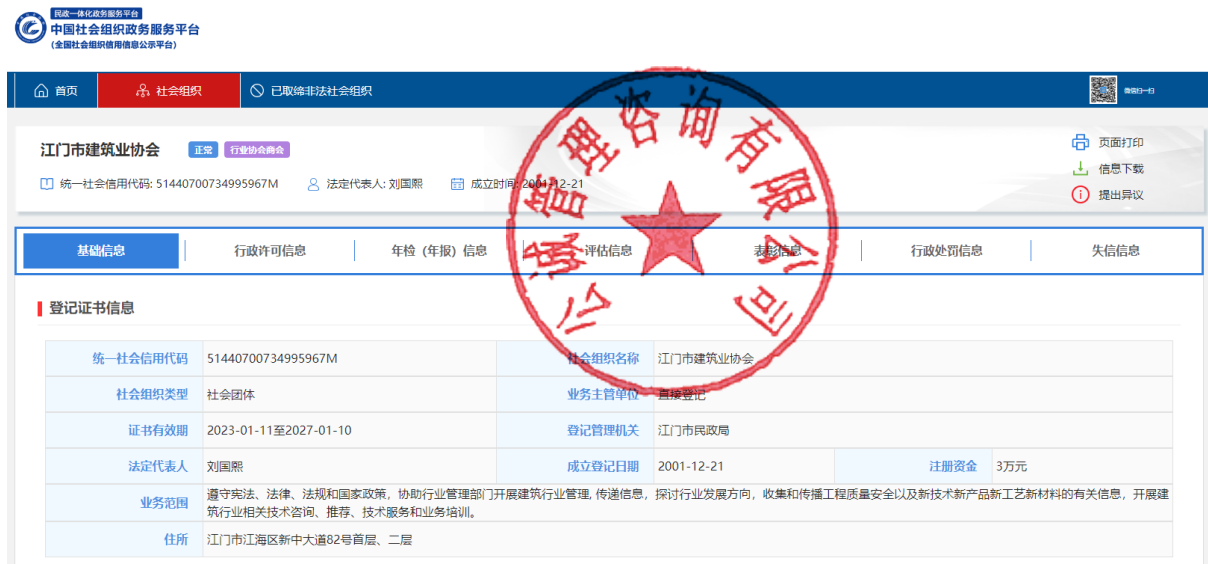 民政一体化政务服务平台
中国社会组织政务服务平台
(全国社会组织信用信息公示平台)
首页 社会组织 已取缔非法社会组织 微信扫一扫
江门市建筑业协会 正常 行业协会商会
统一社会信用代码: 51440700734995967M 法定代表人: 刘国熙 成立时间: 2001-12-21
页面打印
信息下载
提出异议
基础信息 行政许可信息 年检（年报）信息 评估信息 表彰信息 行政处罚信息 失信信息
诚管理咨询有限公司
登记证书信息
统一社会信用代码 51440700734995967M 社会组织名称 江门市建筑业协会
社会组织类型 社会团体 业务主管单位 直接登记
证书有效期 2023-01-11至2027-01-10 登记管理机关 江门市民政局
法定代表人 刘国熙 成立登记日期 2001-12-21 注册资金 3万元
业务范围 遵守宪法、法律、法规和国家政策，协助行业管理部门开展建筑行业管理, 传递信息，探讨行业发展方向，收集和传播工程质量安全以及新技术新产品新工艺新材料的有关信息，开展建
筑行业相关技术咨询、推荐、技术服务和业务培训。
住所 江门市江海区新中大道82号首层、二层